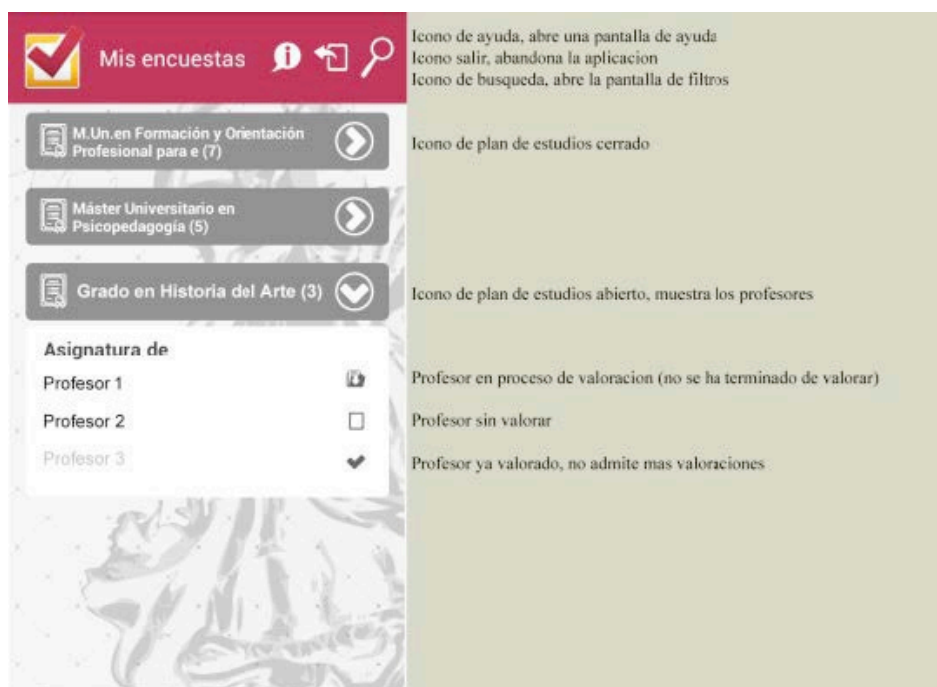 Mis encuestas
Icono de ayuda, abre una pantalla de ayuda
Icono salir, abandona la aplicacion
Icono de busqueda, abre la pantalla de filtros
M.Un.en Formación y Orientación
Profesional para e (7)
Icono de plan de estudios cerrado
Máster Universitario en
Psicopedagogía (5)
Grado en Historia del Arte (3)
Icono de plan de estudios abierto, muestra los profesores
Asignatura de
Profesor 1
Profesor en proceso de valoracion (no se ha terminado de valorar)
Profesor 2
Profesor sin valorar
Profesor 3
Profesor ya valorado, no admite mas valoraciones